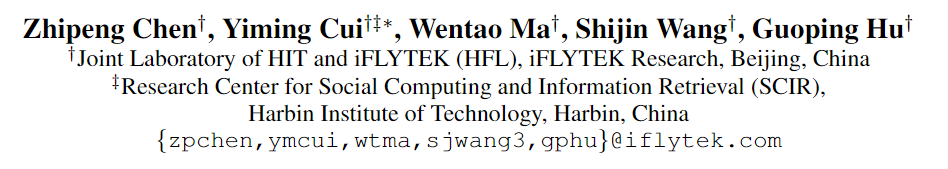 Zhipeng Chen†, Yiming Cui†‡*, Wentao Ma†, Shijin Wang†, Guoping Hu†
†Joint Laboratory of HIT and iFLYTEK (HFL), iFLYTEK Research, Beijing, China
‡Research Center for Social Computing and Information Retrieval (SCIR),
Harbin Institute of Technology, Harbin, China
{zpchen,ymcui,wtma,sjwang3,gphu}@iflytek.com